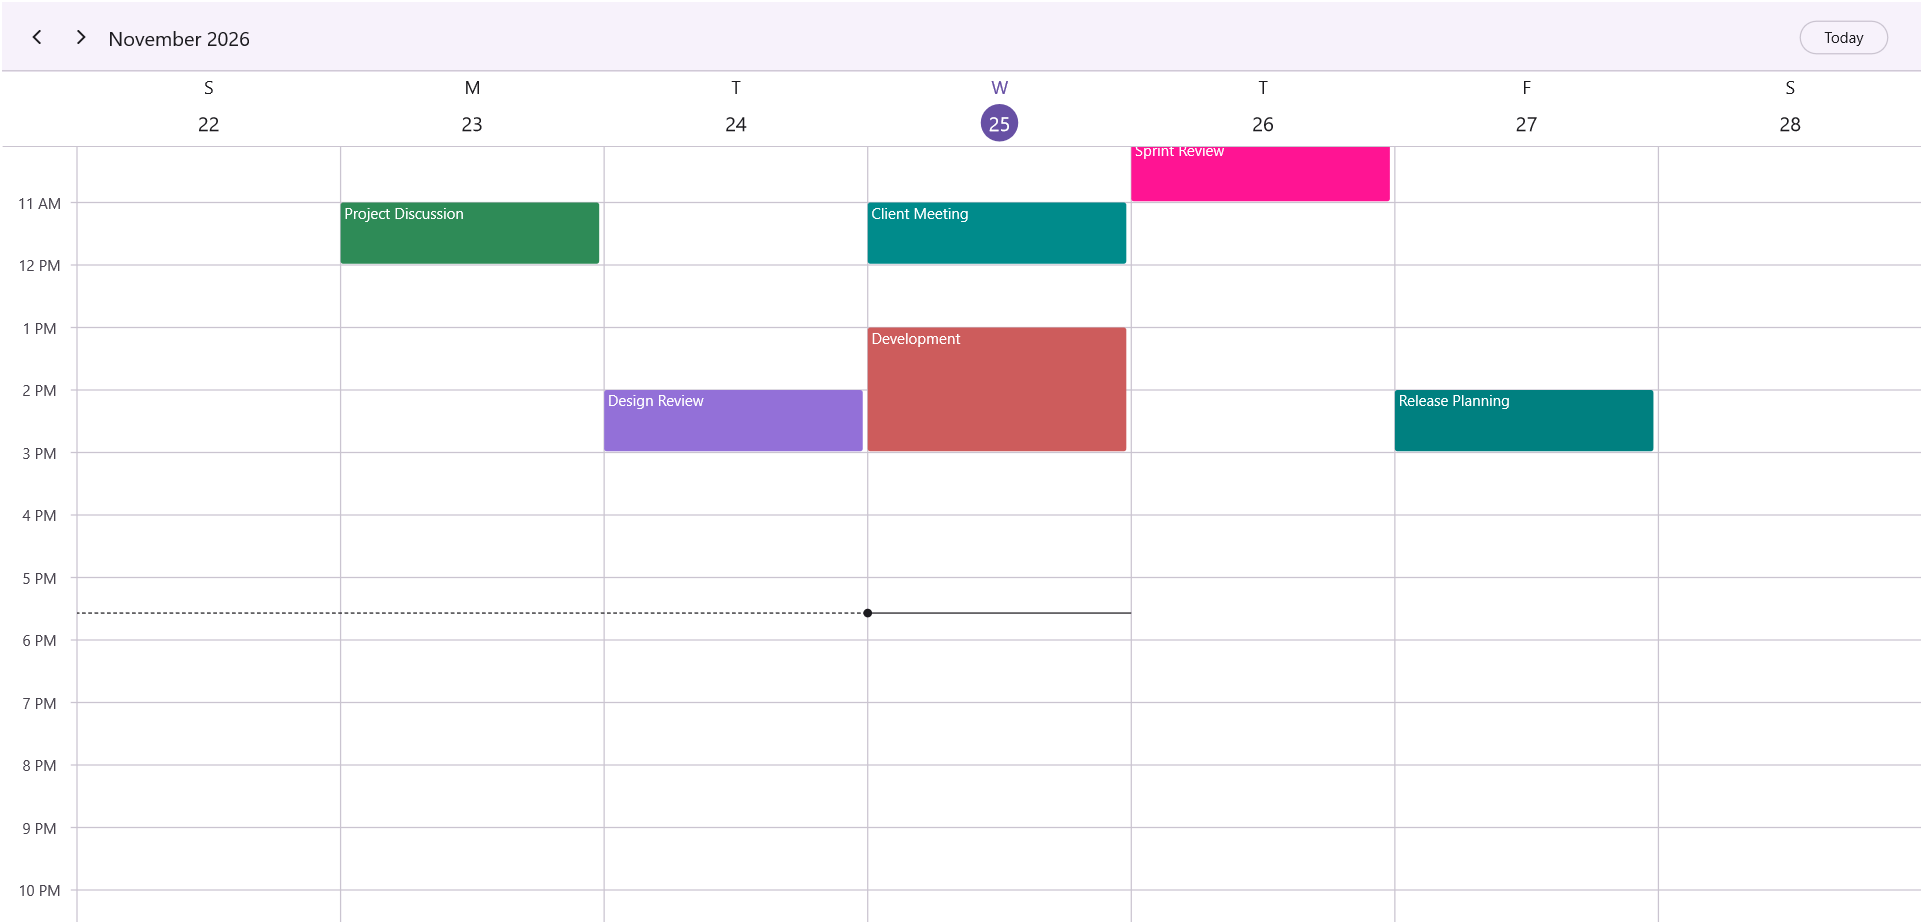 November 2026
Today
S M T W T F S
22 23 24 25 26 27 28
Sprint Review
11 AM
Project Discussion
Client Meeting
12 PM
1 PM
Development
2 PM
Design Review
Release Planning
3 PM
4 PM
5 PM
6 PM
7 PM
8 PM
9 PM
10 PM